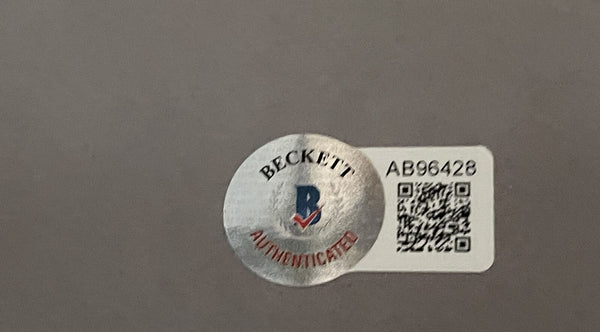 BECKETT
B
AUTHENTICATED
AB96428